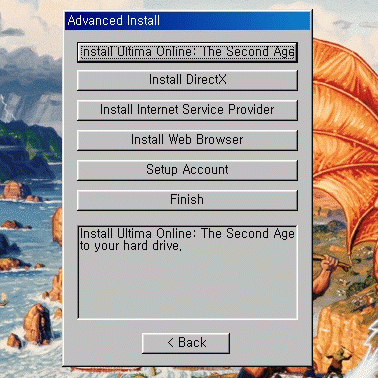 Advanced Install
Install Ultima Online: The Second Age
Install DirectX
Install Internet Service Provider
Install Web Browser
Setup Account
Finish
Install Ultima Online: The Second Age
to your hard drive,
< Back